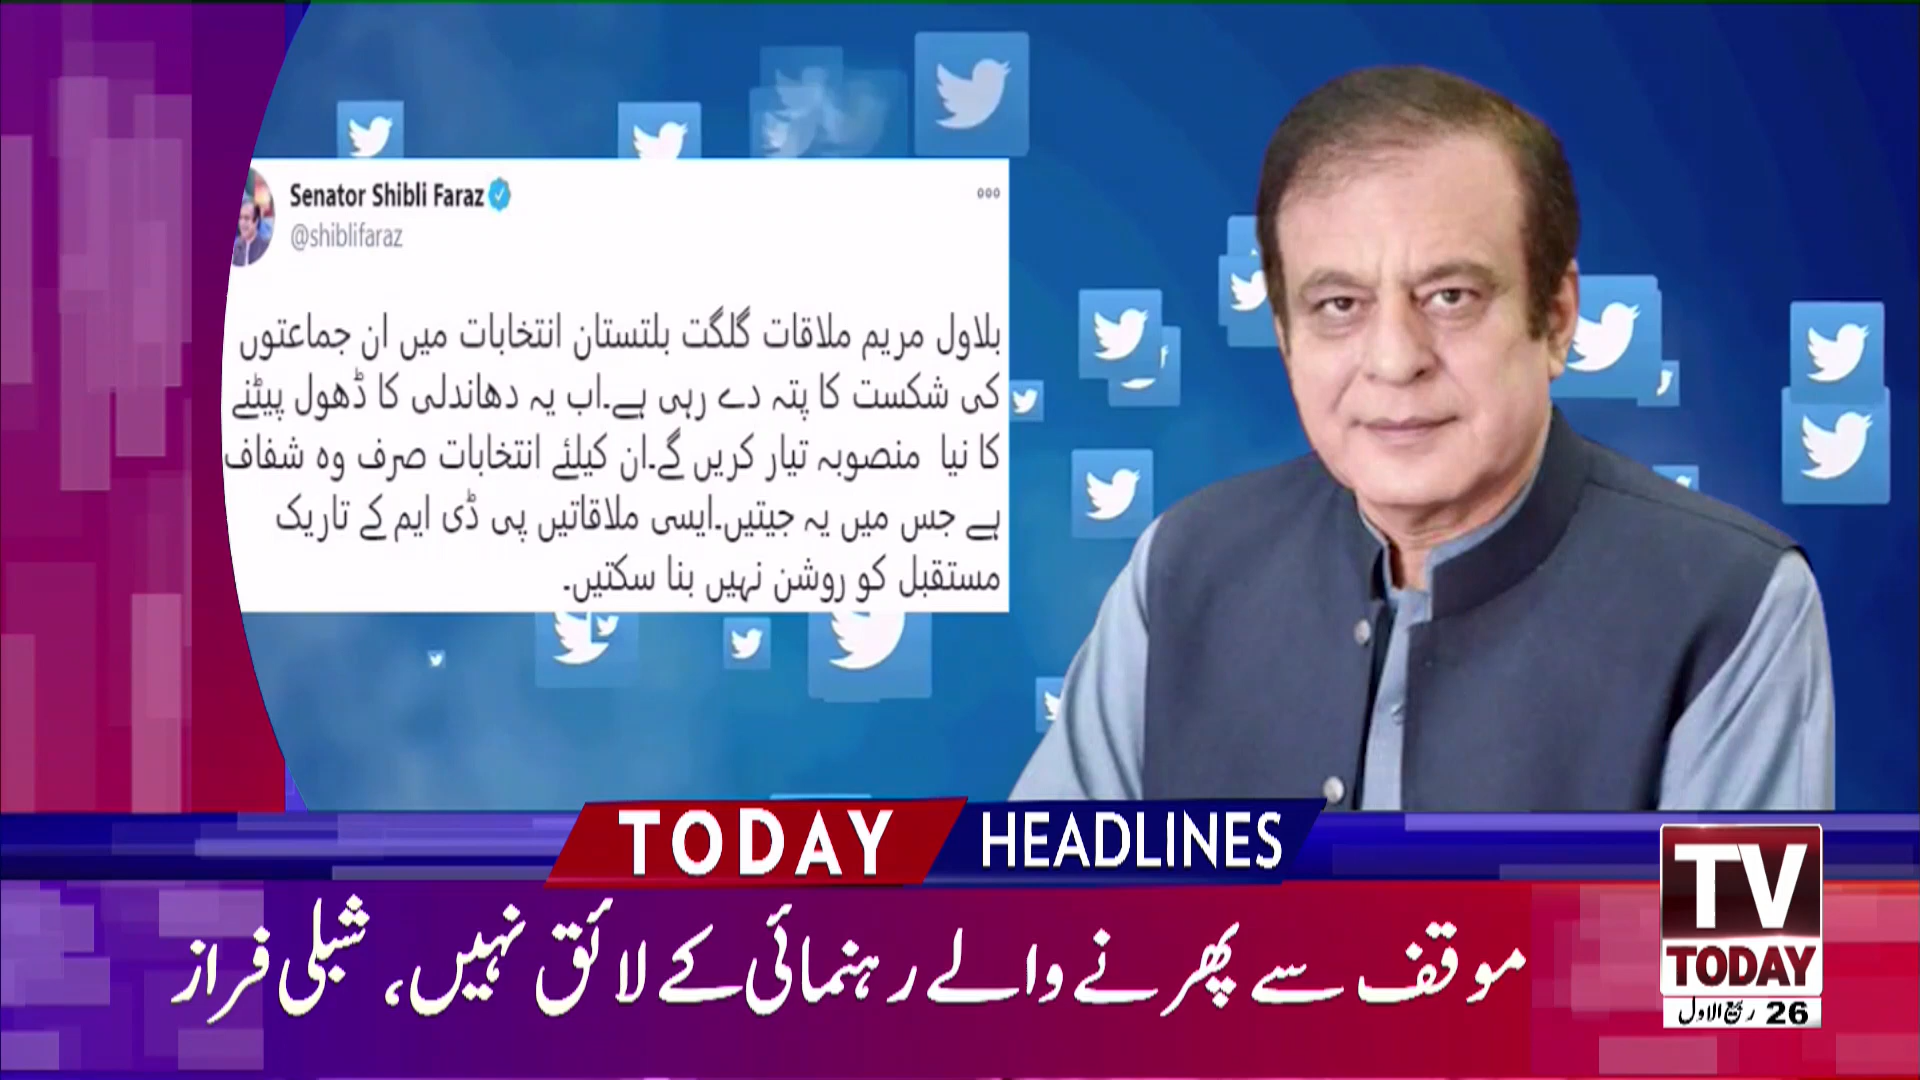 Senator Shibli Faraz
@shiblifaraz
بلاول مریم ملاقات گلگت بلتستان انتخابات میں ان جماعتوں
کی شکست کا پتہ دے رہی ہے۔اب یہ دھاندلی کا ڈھول پیٹنے
کا نیا منصوبہ تیار کریں گے۔ان کیلئے انتخابات صرف وہ شفاف
ہے جس میں یہ جیتیں۔ایسی ملاقاتیں پی ڈی ایم کے تاریک
مستقبل کو روشن نہیں بنا سکتیں۔
TODAY HEADLINES
موقف سے پھرنے والے رہنمائی کے لائق نہیں، شبلی فراز
TV
TODAY
26 ربیع الاول